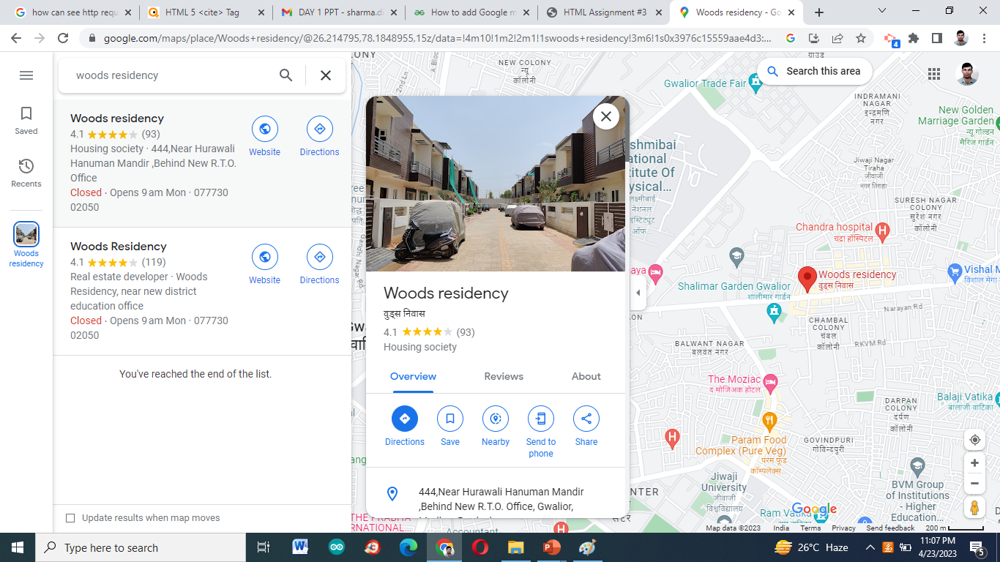 how can see http requ
HTML 5 <cite> Tag
DAY 1 PPT - sharma.di
How to add Google m
HTML Assignment #3
Woods residency - Go
google.com/maps/place/Woods+residency/@26.214795,78.1848955,15z/data=!4m10!1m2!2m1!1swoods+residency!3m6!1s0x3976c15559aae4d3:...
4
woods residency
Saved
Recents
Woods
residency
Woods residency
4.1 (93)
Housing society · 444,Near Hurawali
Hanuman Mandir ,Behind New R.T.O.
Office
Closed · Opens 9 am Mon · 077730
02050
Website
Directions
Woods Residency
4.1 (119)
Real estate developer · Woods
Residency, near new district
education office
Closed · Opens 9 am Mon · 077730
02050
Website
Directions
You've reached the end of the list.
Update results when map moves
Woods residency
वुड्स निवास
4.1 (93)
Housing society
Overview
Reviews
About
Directions
Save
Nearby
Send to
phone
Share
444,Near Hurawali Hanuman Mandir
,Behind New R.T.O. Office, Gwalior,
Search this area
NEW COLONY
न्यू
कॉलोनी
ग्राउंड
Gwalior Trade Fair
INDRAMANI
NAGAR
इन्द्रमणि
नगर
New Golden
Marriage Garden
न्यू गोल्डन
मैरिज गार्डन
shmibai
ational
titute Of
ysical...
Jiwaji Nagar
Tiraha
जीवाजी
नगर तिराहा
SURESH NAGAR
COLONY
सुरेश नगर
कॉलोनी
Chandra hospital
चंद्रा हॉस्पिटल
Woods residency
वुड्स निवास
Vishal M
विशाल मेगा
Shalimar Garden Gwalior
शालीमार गार्डन
Narayan Rd
CHAMBAL
COLONY
चंबल
कॉलोनी
RKVM Rd
BALWANT NAGAR
बलवंत नगर
The Moziac
द मोजिअक होटल
Balaji Vatika
बालाजी वाटिका
DARPAN
COLONY
दर्पण
कॉलोनी
Param Food
Complex (Pure Veg)
परम फूड
कॉम्प्लेक्स...
GOVINDPURI
गोविन्दपुरी
Jiwaji
University
जीवाजी
विश्वविद्यालय
BVM Group
of Institutions
- Higher
Education...
Ram Vatika
Google
Map data ©2023 India Terms Privacy Send feedback 200 m
Type here to search
26°C Haze
11:07 PM
4/23/2023
5